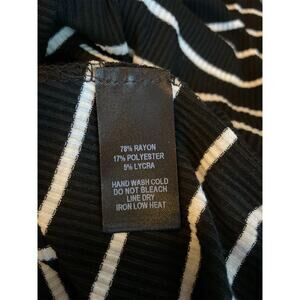 78% RAYON
17% POLYESTER
5% LYCRA
HAND WASH COLD
DO NOT BLEACH
LINE DRY
IRON LOW HEAT